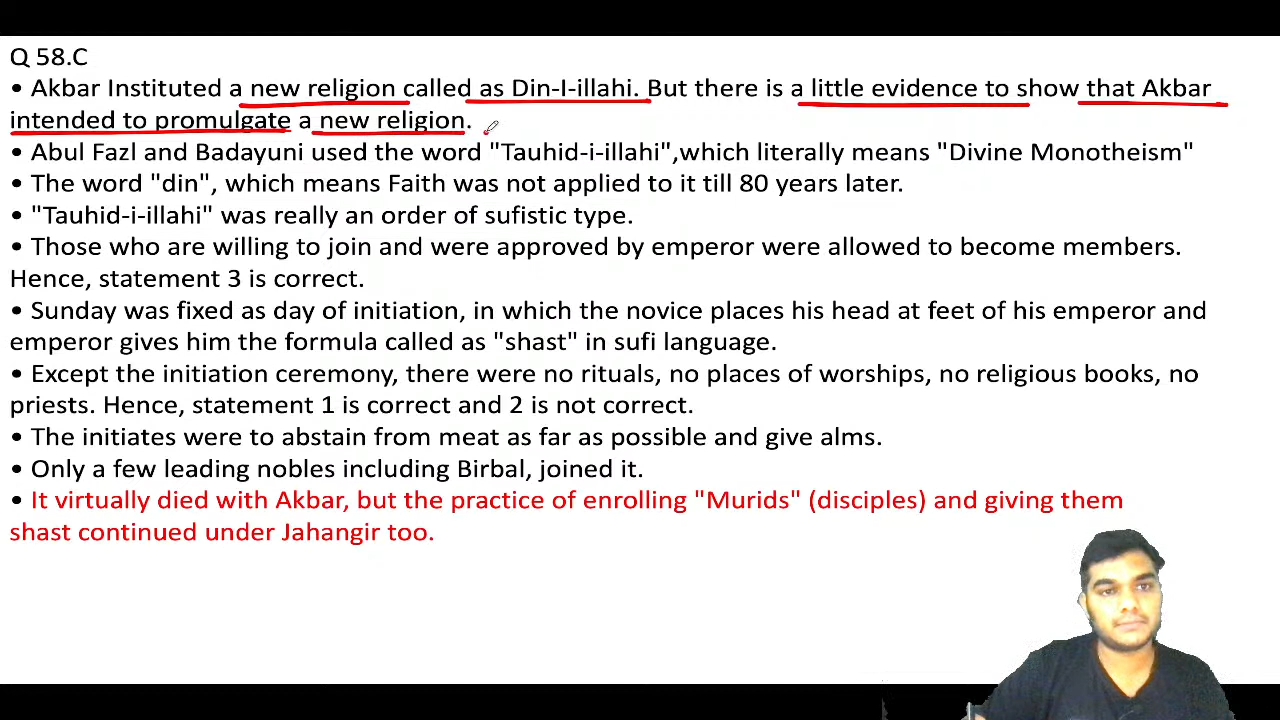 Q 58.C
• Akbar Instituted a new religion called as Din-I-illahi. But there is a little evidence to show that Akbar
intended to promulgate a new religion.
• Abul Fazl and Badayuni used the word "Tauhid-i-illahi",which literally means "Divine Monotheism"
• The word "din", which means Faith was not applied to it till 80 years later.
• "Tauhid-i-illahi" was really an order of sufistic type.
• Those who are willing to join and were approved by emperor were allowed to become members.
Hence, statement 3 is correct.
• Sunday was fixed as day of initiation, in which the novice places his head at feet of his emperor and
emperor gives him the formula called as "shast" in sufi language.
• Except the initiation ceremony, there were no rituals, no places of worships, no religious books, no
priests. Hence, statement 1 is correct and 2 is not correct.
• The initiates were to abstain from meat as far as possible and give alms.
• Only a few leading nobles including Birbal, joined it.
• It virtually died with Akbar, but the practice of enrolling "Murids" (disciples) and giving them
shast continued under Jahangir too.